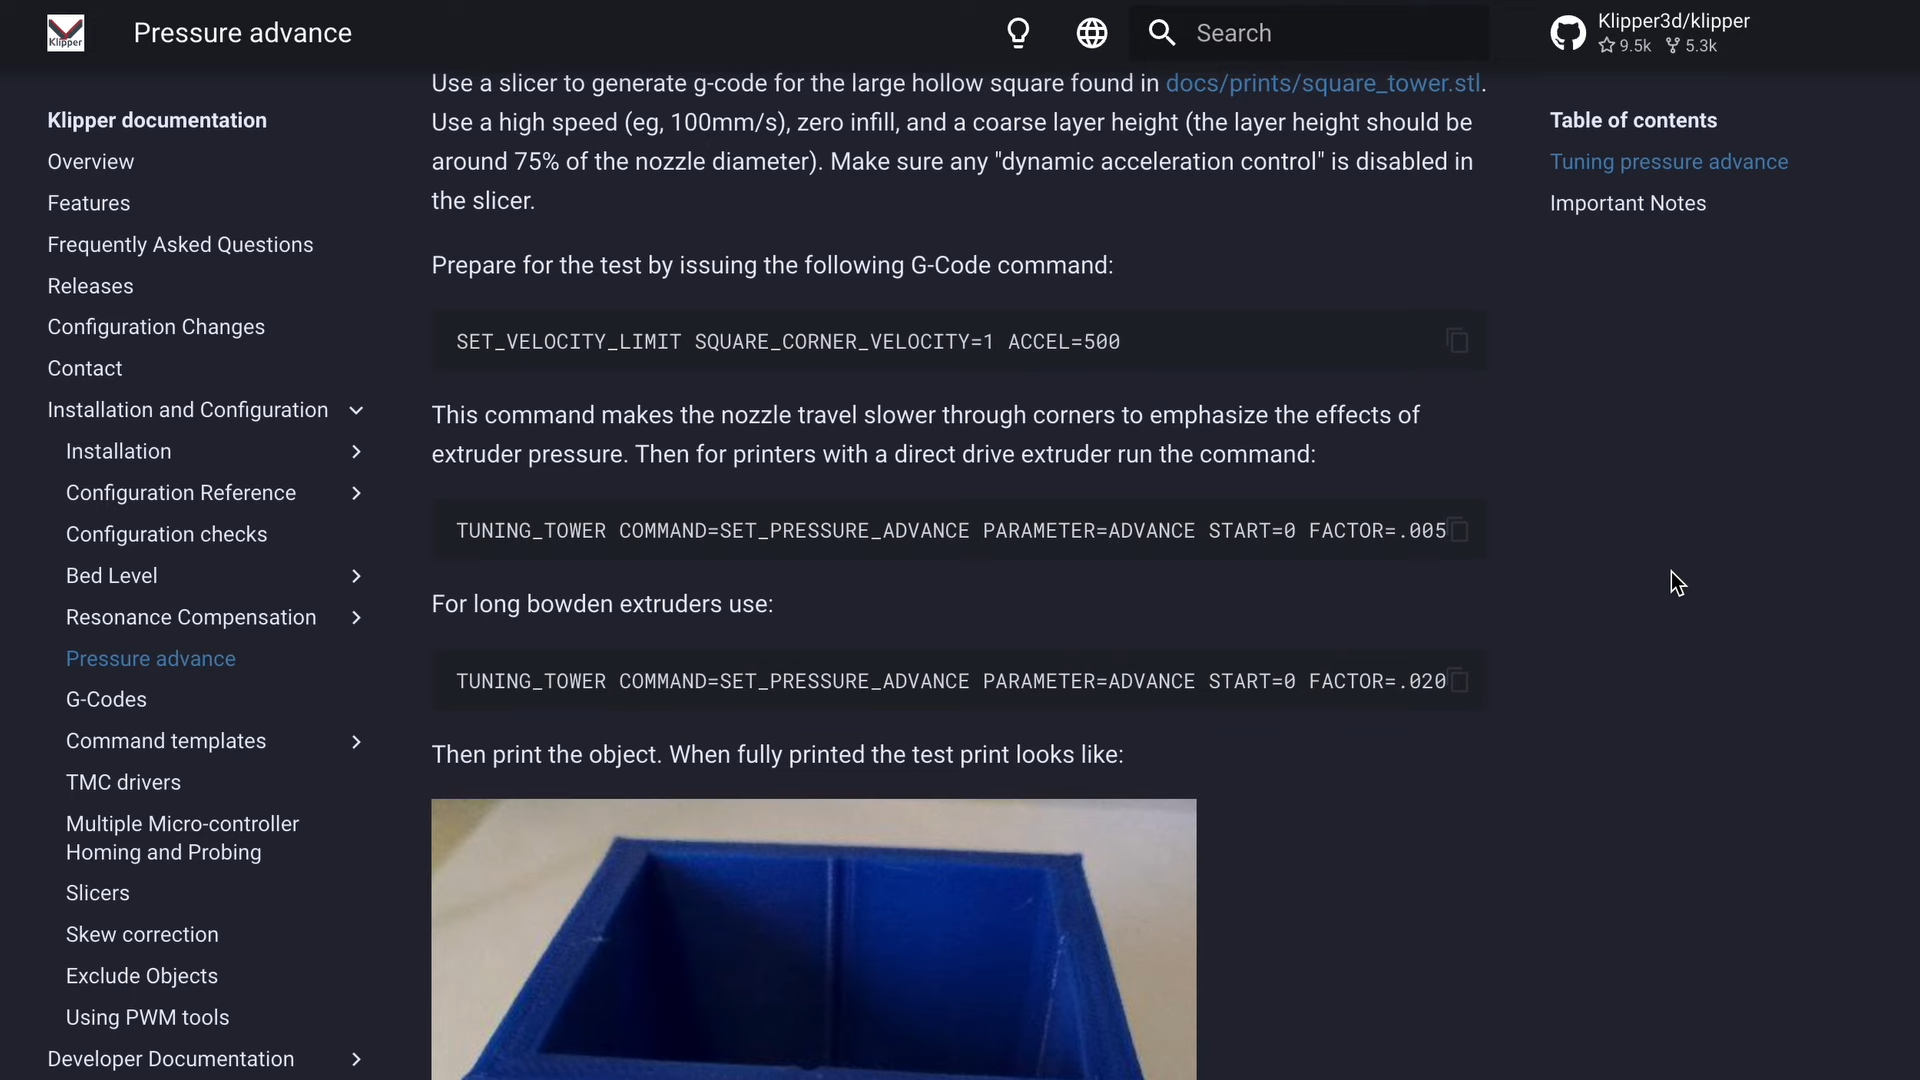 Klipper
Pressure advance
Search
Klipper3d/klipper
9.5k 5.3k
Klipper documentation
Overview
Features
Frequently Asked Questions
Releases
Configuration Changes
Contact
Installation and Configuration
Installation
Configuration Reference
Configuration checks
Bed Level
Resonance Compensation
Pressure advance
G-Codes
Command templates
TMC drivers
Multiple Micro-controller
Homing and Probing
Slicers
Skew correction
Exclude Objects
Using PWM tools
Developer Documentation
Use a slicer to generate g-code for the large hollow square found in docs/prints/square_tower.stl.
Use a high speed (eg, 100mm/s), zero infill, and a coarse layer height (the layer height should be
around 75% of the nozzle diameter). Make sure any "dynamic acceleration control" is disabled in
the slicer.
Prepare for the test by issuing the following G-Code command:
SET_VELOCITY_LIMIT SQUARE_CORNER_VELOCITY=1 ACCEL=500
This command makes the nozzle travel slower through corners to emphasize the effects of
extruder pressure. Then for printers with a direct drive extruder run the command:
TUNING_TOWER COMMAND=SET_PRESSURE_ADVANCE PARAMETER=ADVANCE START=0 FACTOR=.005
For long bowden extruders use:
TUNING_TOWER COMMAND=SET_PRESSURE_ADVANCE PARAMETER=ADVANCE START=0 FACTOR=.020
Then print the object. When fully printed the test print looks like:
Table of contents
Tuning pressure advance
Important Notes